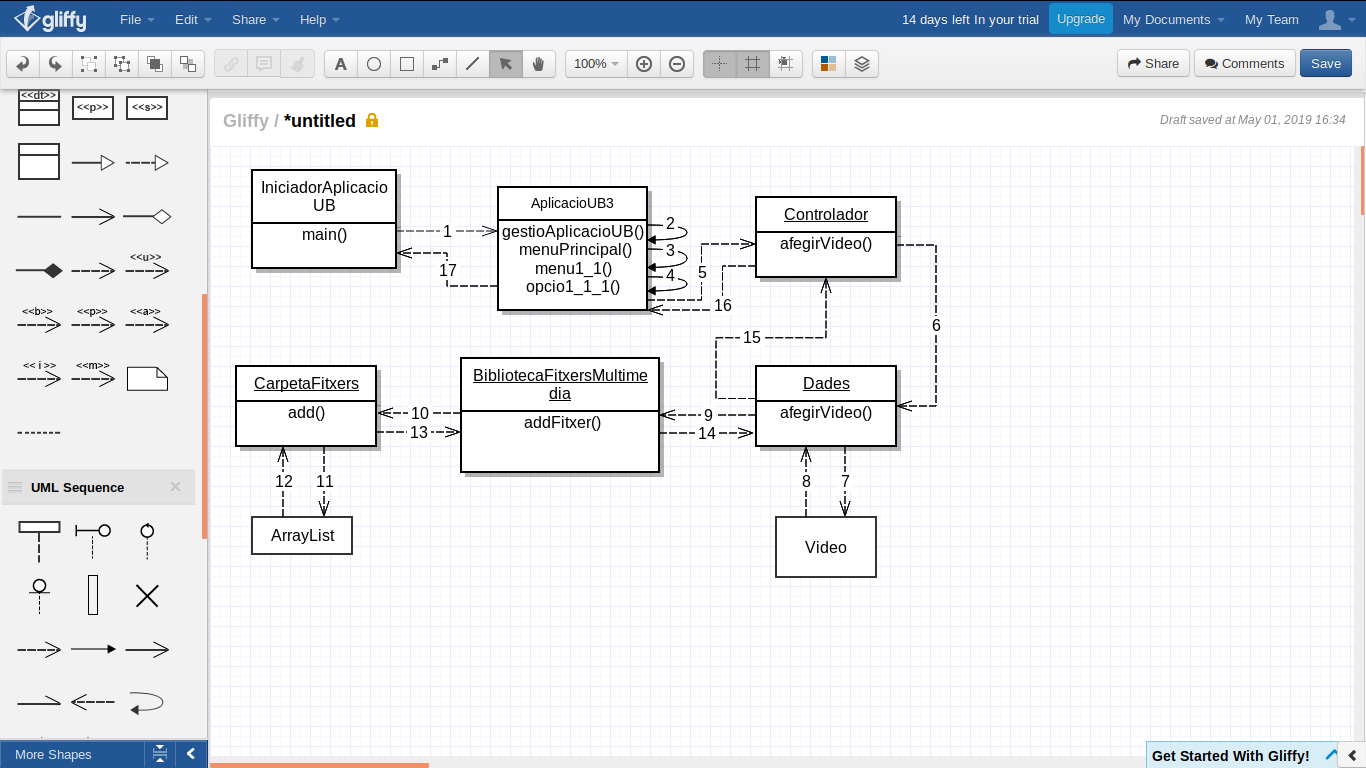 gliffy File Edit Share Help 14 days left In your trial Upgrade My Documents My Team
A 100% Share Comments Save
<<dt>> <<p>> <<s>>
<<u>>
<<b>> <<p>> <<a>>
<< i >> <<m>>
UML Sequence
More Shapes
Gliffy / *untitled Draft saved at May 01, 2019 16:34
IniciadorAplicacio
UB
main()
1
17
AplicacioUB3
gestioAplicacioUB()
menuPrincipal()
menu1_1()
opcio1_1_1()
2
3
4
5
16
Controlador
afegirVideo()
15
6
CarpetaFitxers
add()
10
13
BibliotecaFitxersMultime
dia
addFitxer()
9
14
Dades
afegirVideo()
12
11
8
7
ArrayList
Video
Get Started With Gliffy!